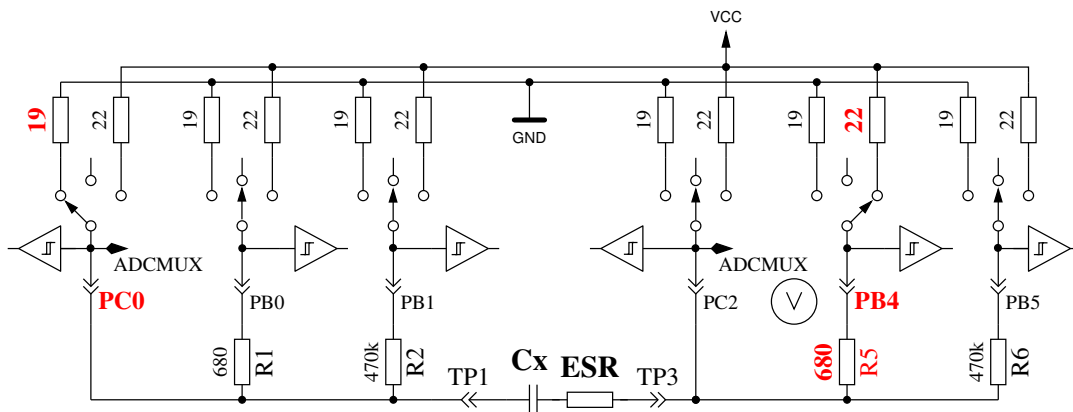 VCC
19
22
19
22
19
22
GND
19
22
19
22
19
22
ADCMUX
ADCMUX
PC0
PB0
PB1
PC2
V
PB4
PB5
680
R1
470k
R2
TP1
Cx
ESR
TP3
680
R5
470k
R6